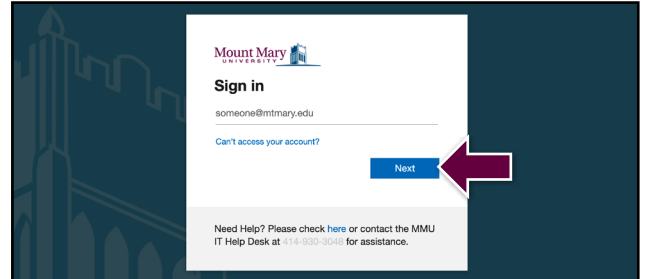 Mount Mary
UNIVERSITY
Sign in
someone@mtmary.edu
Can't access your account?
Next
Need Help? Please check here or contact the MMU
IT Help Desk at 414-930-3048 for assistance.